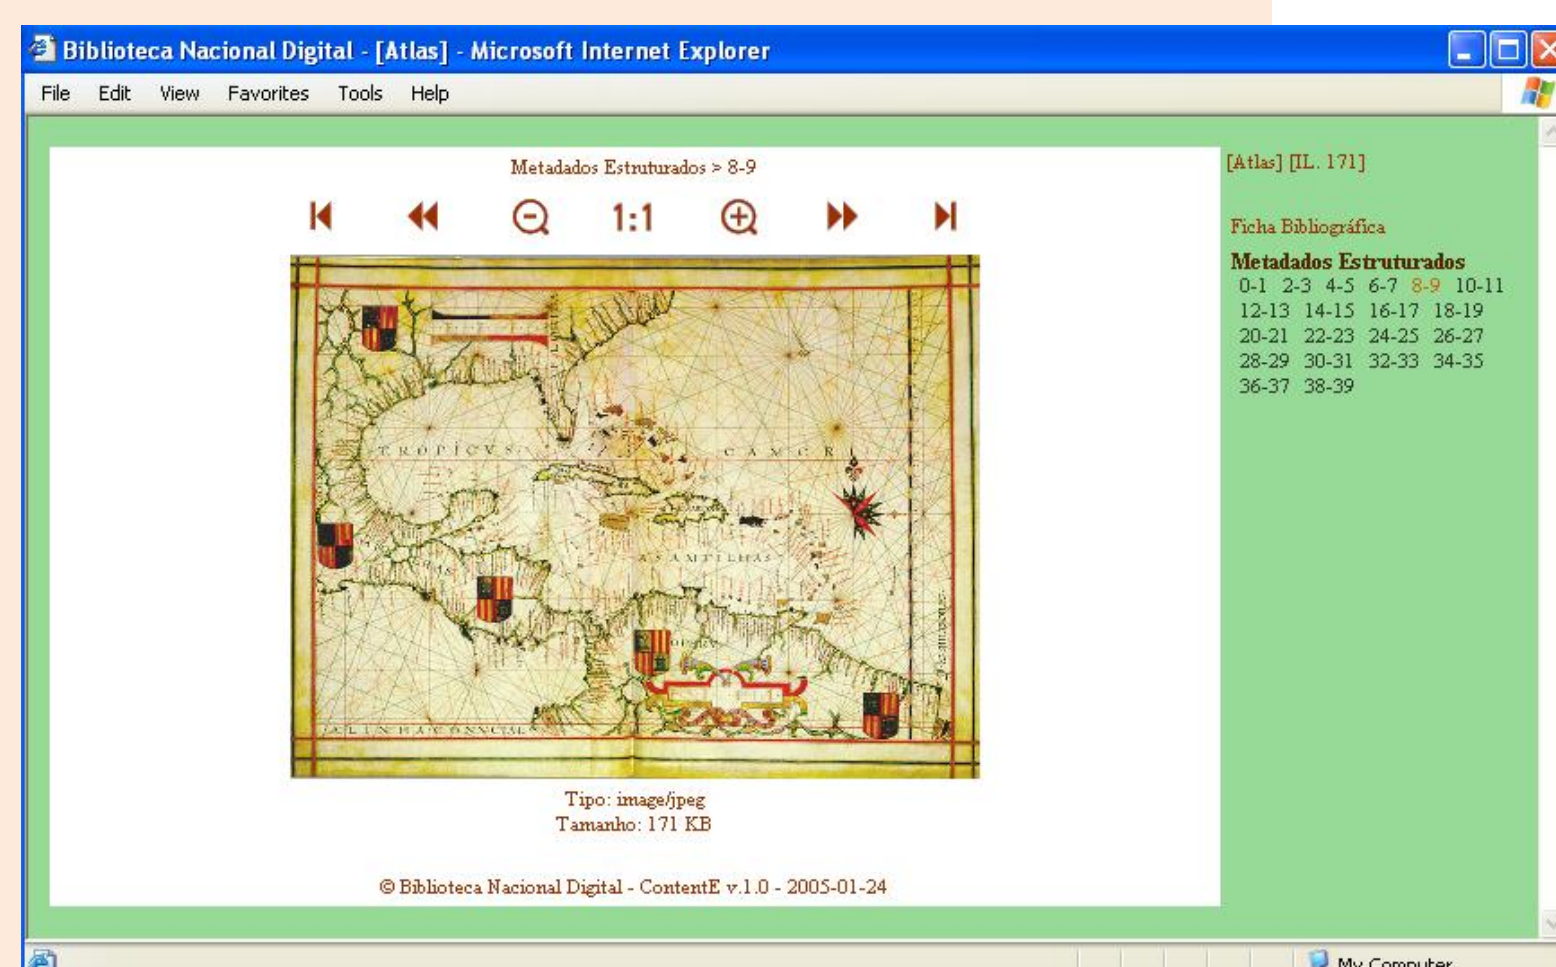 Biblioteca Nacional Digital - [Atlas] - Microsoft Internet Explorer
File Edit View Favorites Tools Help
Metadados Estruturados > 8-9
1:1
TROPICVS
CANCRI
AS ANTILHAS
Tipo: image/jpeg
Tamanho: 171 KB
© Biblioteca Nacional Digital - ContentE v.1.0 - 2005-01-24
[Atlas] [IL. 171]
Ficha Bibliográfica
Metadados Estruturados
0-1 2-3 4-5 6-7 8-9 10-11
12-13 14-15 16-17 18-19
20-21 22-23 24-25 26-27
28-29 30-31 32-33 34-35
36-37 38-39
My Computer